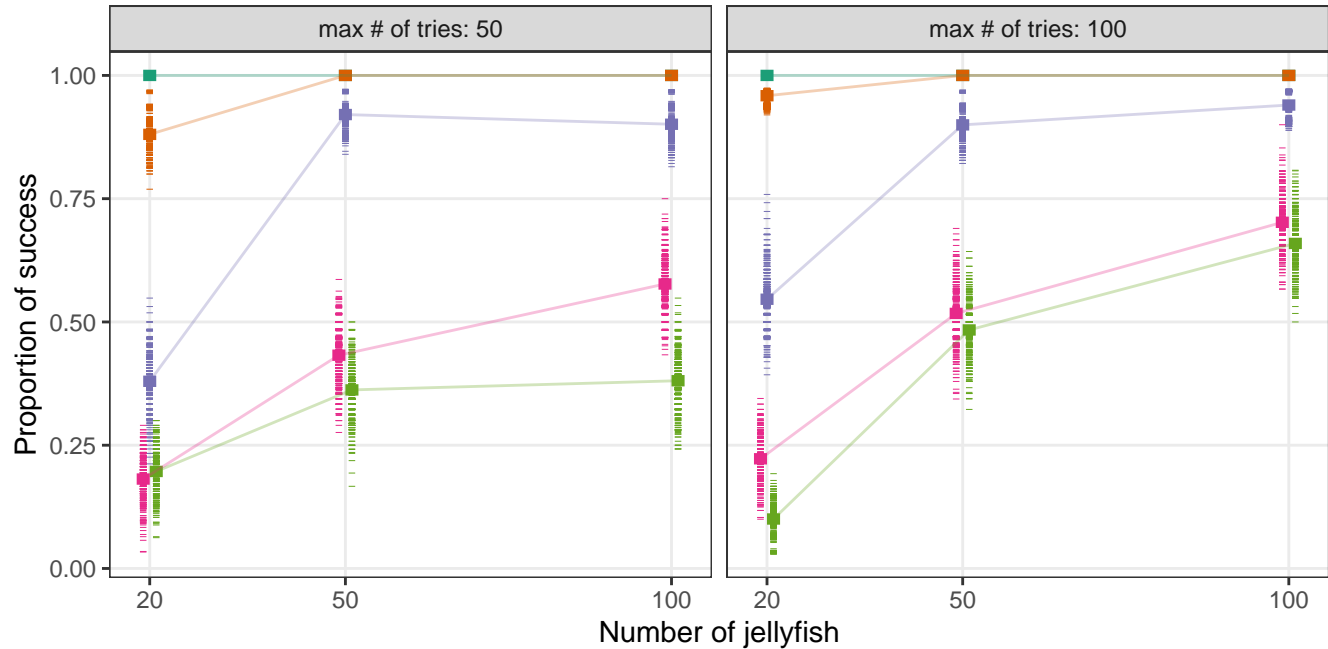 max # of tries: 50
max # of tries: 100
Proportion of success
1.00
0.75
0.50
0.25
0.00
20 50 100
20 50 100
Number of jellyfish